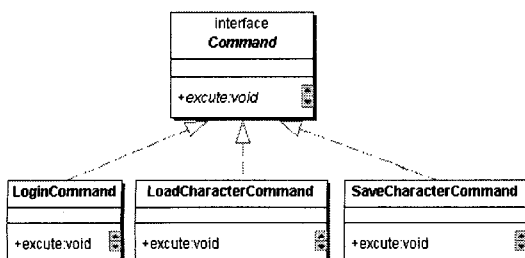 interface
Command
+excute:void
LoginCommand
+excute:void
LoadCharacterCommand
+excute:void
SaveCharacterCommand
+excute:void